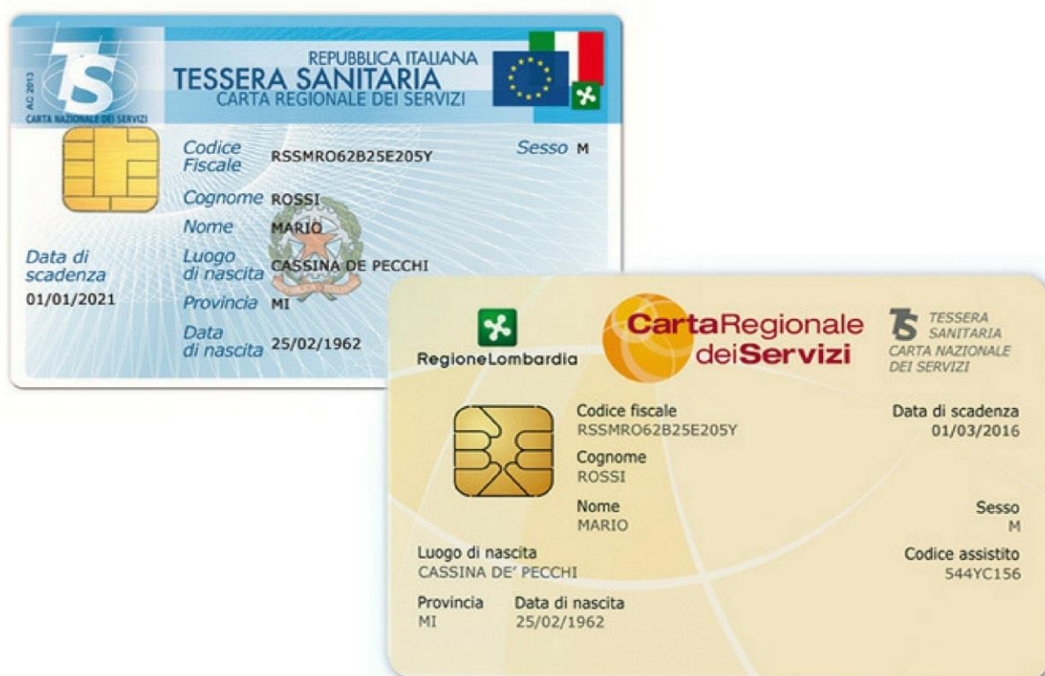 REPUBBLICA ITALIANA
TESSERA SANITARIA
CARTA REGIONALE DEI SERVIZI
AC 2013
TS
CARTA NAZIONALE DEI SERVIZI
Codice
Fiscale
RSSMRO62B25E205Y
Sesso M
Cognome ROSSI
Nome MARIO
Data di
scadenza
01/01/2021
Luogo
di nascita
CASSINA DE PECCHI
Provincia MI
Data
di nascita
25/02/1962
RegioneLombardia
CartaRegionale
deiServizi
TS
TESSERA
SANITARIA
CARTA NAZIONALE
DEI SERVIZI
Codice fiscale
RSSMRO62B25E205Y
Data di scadenza
01/03/2016
Cognome
ROSSI
Nome
MARIO
Sesso
M
Luogo di nascita
CASSINA DE' PECCHI
Codice assistito
544YC156
Provincia
MI
Data di nascita
25/02/1962